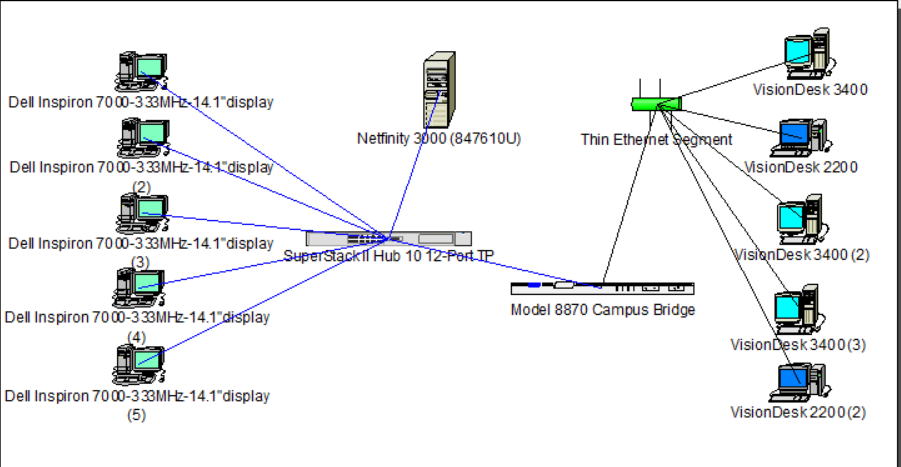 Dell Inspiron 7000-333MHz-14.1"display
Dell Inspiron 7000-333MHz-14.1"display
(2)
Dell Inspiron 7000-333MHz-14.1"display
(3)
Dell Inspiron 7000-333MHz-14.1"display
(4)
Dell Inspiron 7000-333MHz-14.1"display
(5)
Netfinity 3000 (847610U)
SuperStack II Hub 10 12-Port TP
Model 8870 Campus Bridge
Thin Ethernet Segment
VisionDesk 3400
VisionDesk 2200
VisionDesk 3400 (2)
VisionDesk 3400 (3)
VisionDesk 2200 (2)